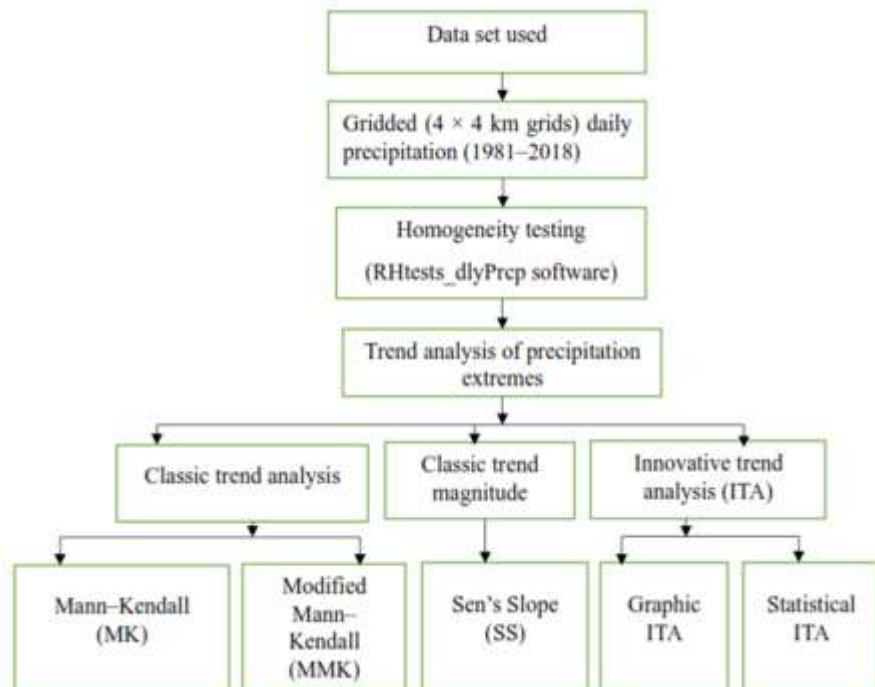 Data set used
Gridded (4 × 4 km grids) daily
precipitation (1981–2018)
Homogeneity testing
(RHtests_dlyPrcp software)
Trend analysis of precipitation
extremes
Classic trend analysis
Classic trend
magnitude
Innovative trend
analysis (ITA)
Mann–Kendall
(MK)
Modified
Mann–
Kendall
(MMK)
Sen's Slope
(SS)
Graphic
ITA
Statistical
ITA